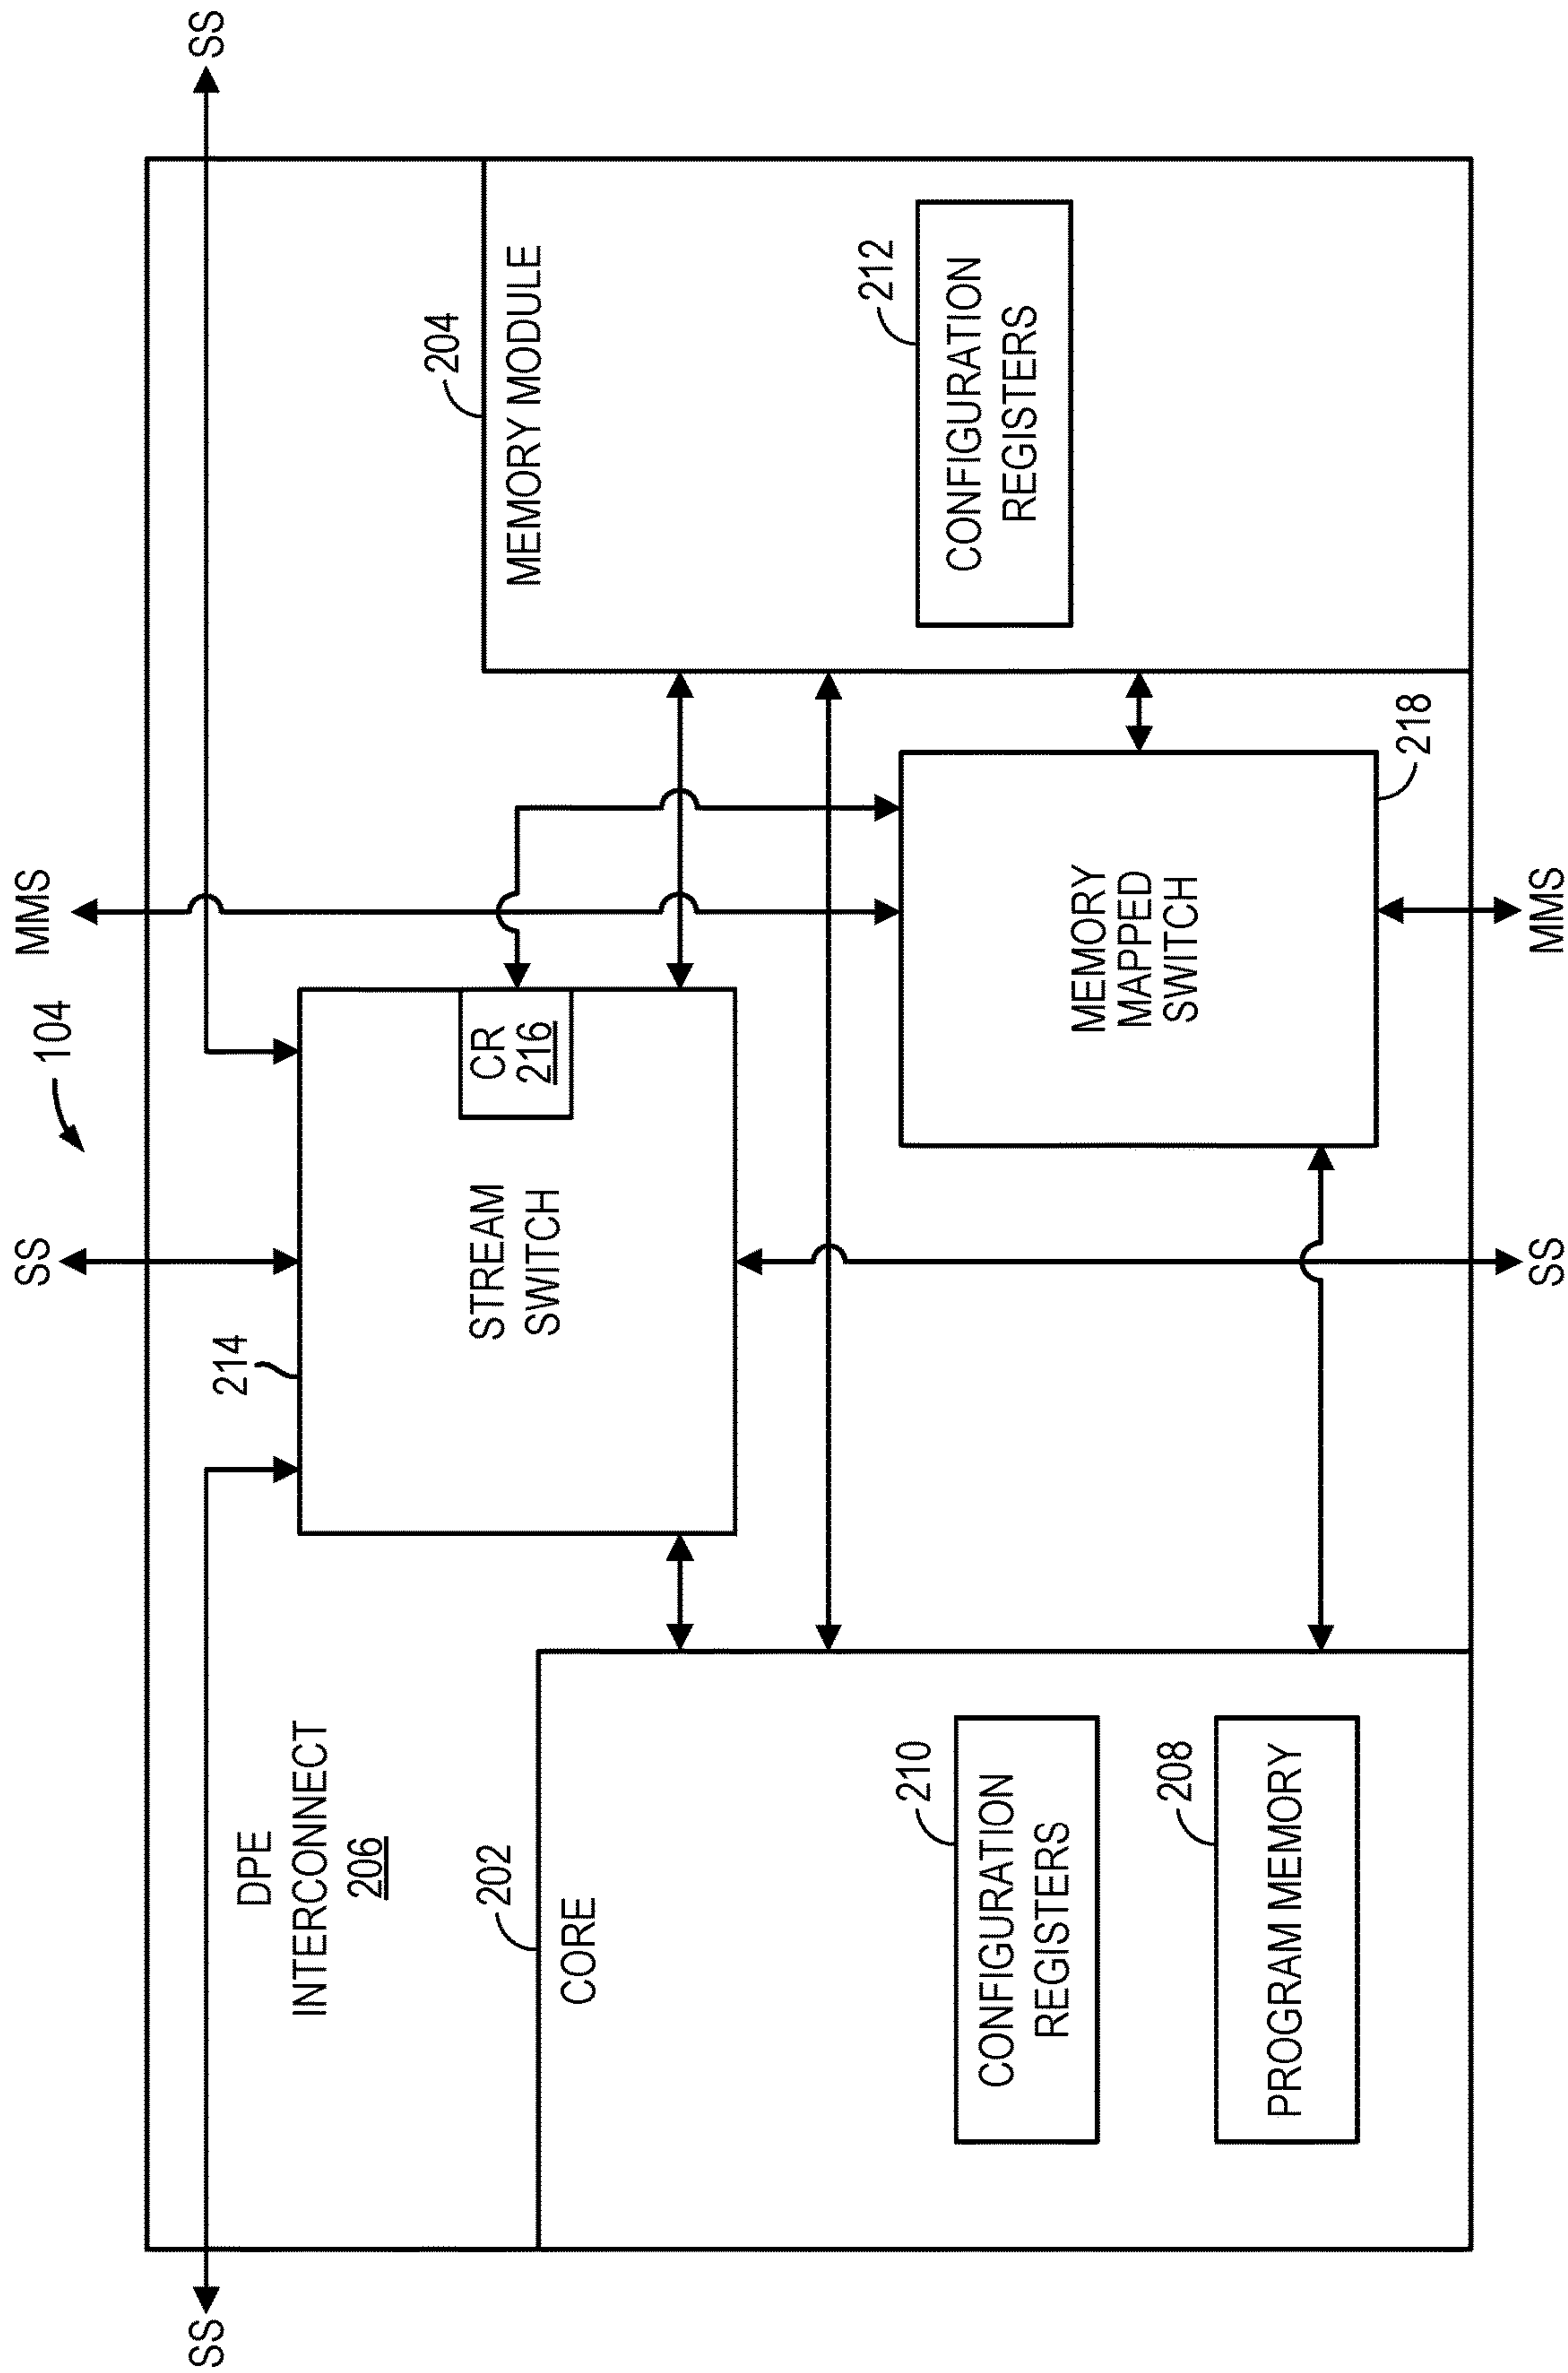 104
SS
MMS
SS
SS
DPE
INTERCONNECT
206
214
STREAM
SWITCH
CR
216
204
MEMORY MODULE
202
CORE
210
CONFIGURATION
REGISTERS
208
PROGRAM MEMORY
MEMORY
MAPPED
SWITCH
218
212
CONFIGURATION
REGISTERS
SS
MMS